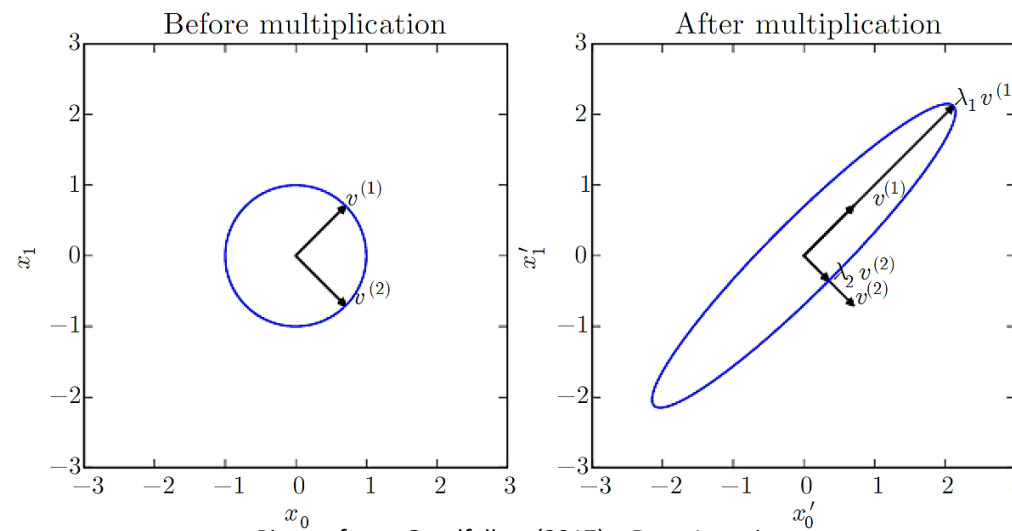 Before multiplication
3
2
1
0
−1
−2
−3
−3 −2 −1 0 1 2 3
x₀
x₁
v⁽¹⁾
v⁽²⁾
After multiplication
3
2
1
0
−1
−2
−3
−3 −2 −1 0 1 2
x′₀
x′₁
λ₁ v⁽¹
v⁽¹⁾
λ₂ v⁽²⁾
v⁽²⁾